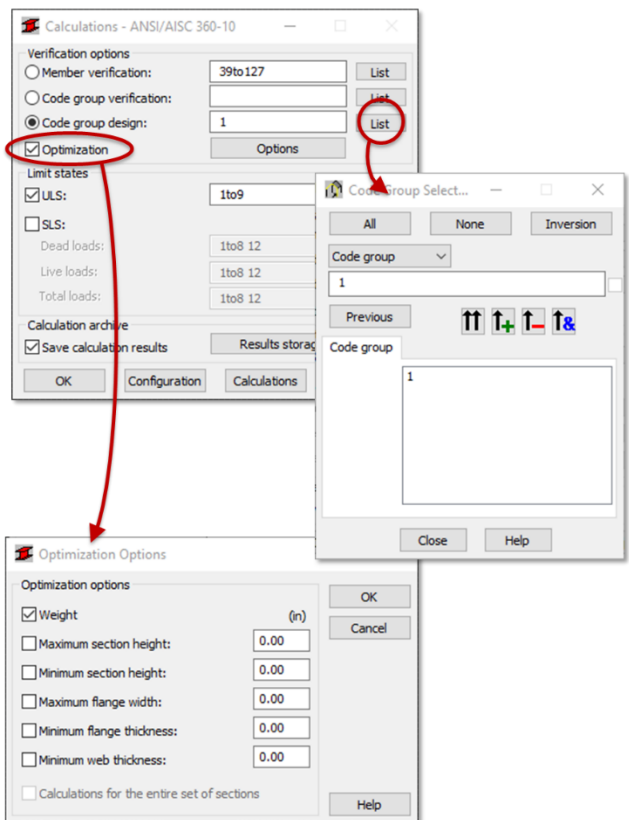 Calculations - ANSI/AISC 360-10
Verification options
Member verification: 39to127 List
Code group verification: List
Code group design: 1 List
Optimization Options
Limit states
ULS: 1to9
SLS:
Dead loads: 1to8 12
Live loads: 1to8 12
Total loads: 1to8 12
Calculation archive
Save calculation results Results storag
OK Configuration Calculations
Code Group Select...
All None Inversion
Code group
1
Previous & 
Code group
1
Close Help
Optimization Options
Optimization options
OK
Weight (in)
Cancel
Maximum section height: 0.00
Minimum section height: 0.00
Maximum flange width: 0.00
Minimum flange thickness: 0.00
Minimum web thickness: 0.00
Calculations for the entire set of sections
Help